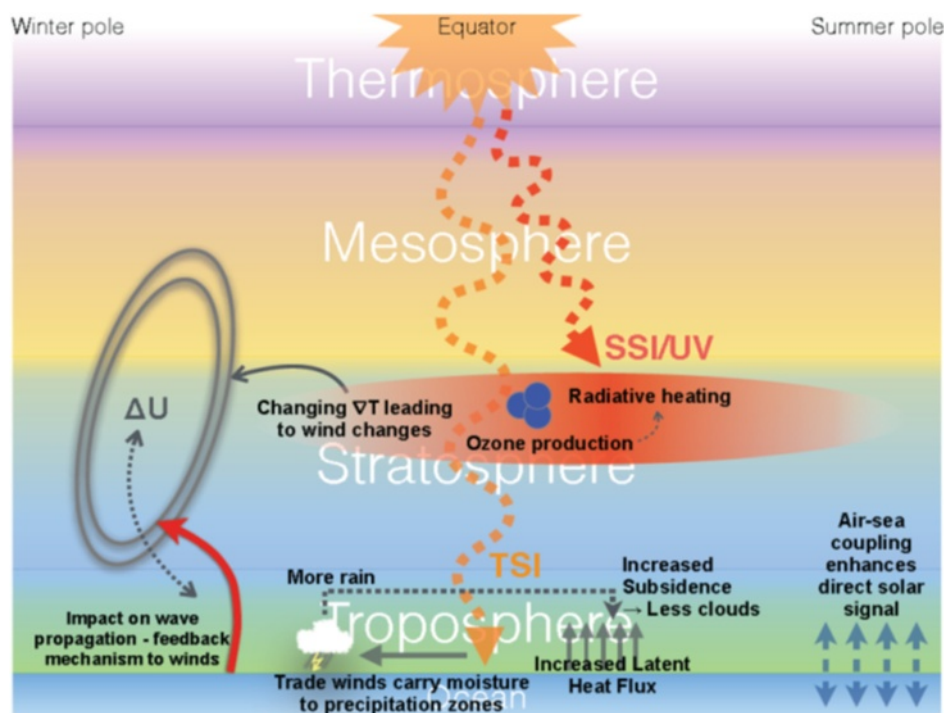 Winter pole
Equator
Summer pole
Thermosphere
Mesosphere
SSI/UV
ΔU
Changing ∇T leading
to wind changes
Radiative heating
Ozone production
Stratosphere
Air-sea
coupling
enhances
direct solar
signal
TSI
More rain
Increased
Subsidence
→ Less clouds
Troposphere
Impact on wave
propagation - feedback
mechanism to winds
Increased Latent
Heat Flux
Trade winds carry moisture
to precipitation zones
Ocean